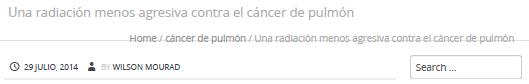 Una radiación menos agresiva contra el cáncer de pulmón
Home / cáncer de pulmón / Una radiación menos agresiva contra el cáncer de pulmón
29 JULIO, 2014 BY WILSON MOURAD
Search ...